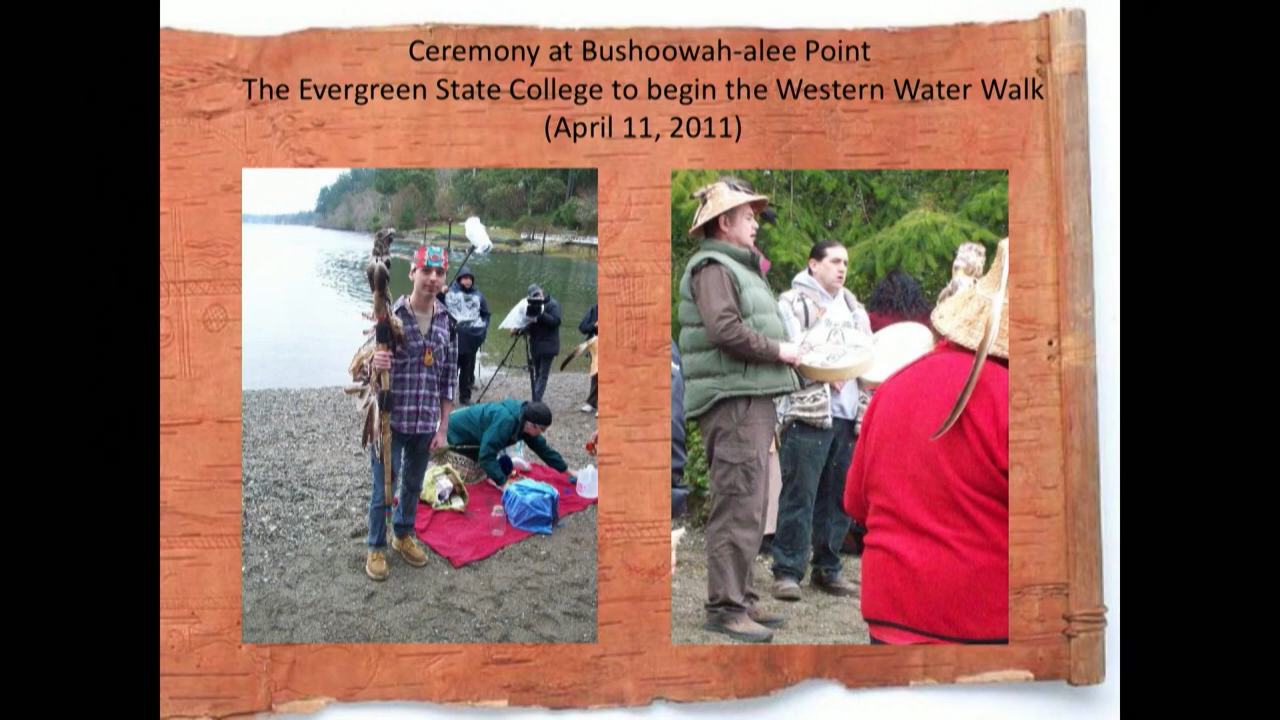 Ceremony at Bushoowah-alee Point
The Evergreen State College to begin the Western Water Walk
(April 11, 2011)